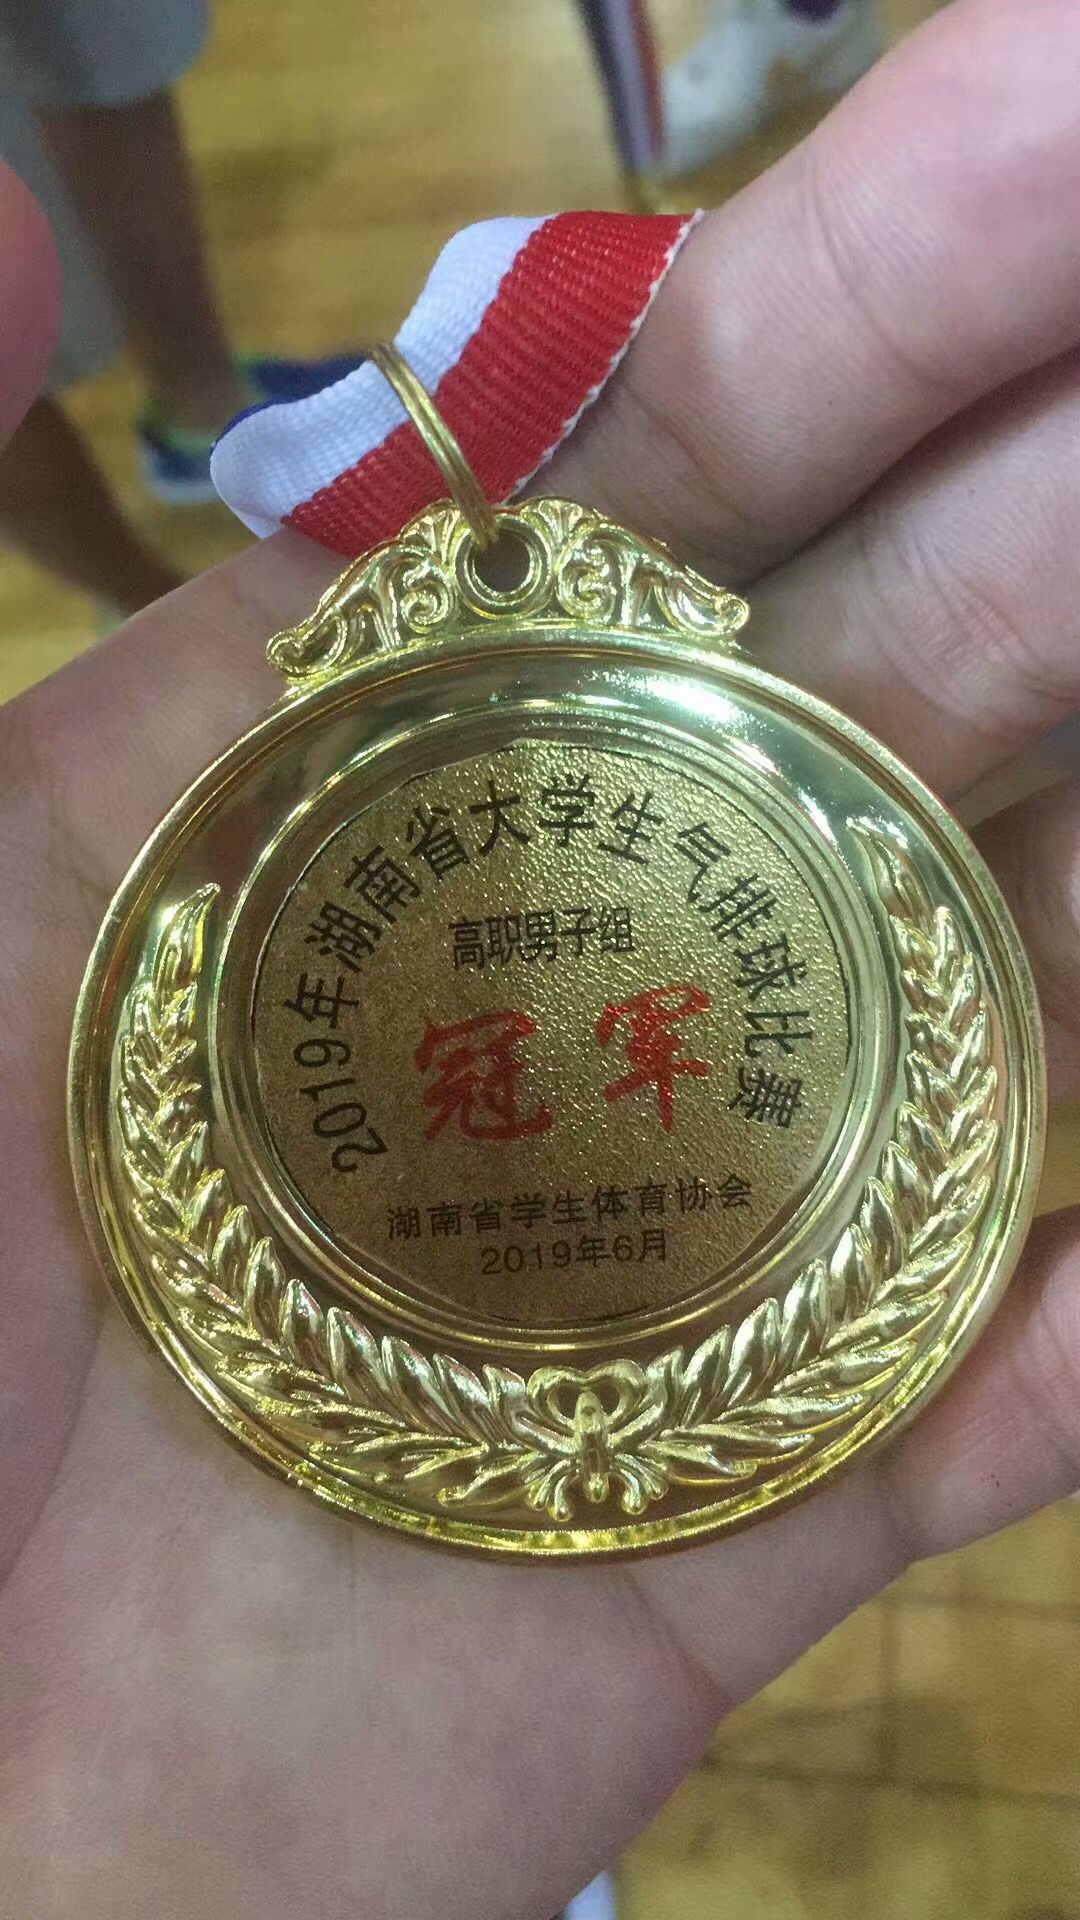 2019年湖南省大学生气排球比赛
高职男子组
冠军
湖南省学生体育协会
2019年6月